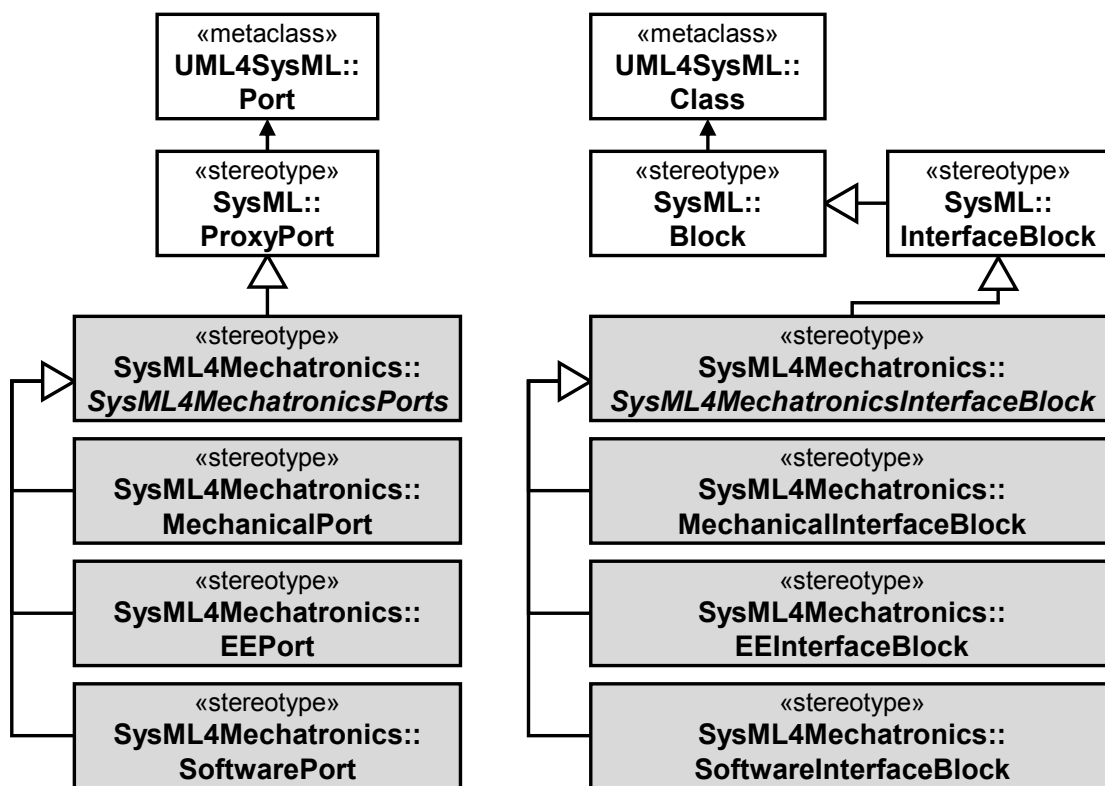 «metaclass»
UML4SysML::
Port
«stereotype»
SysML::
ProxyPort
«stereotype»
SysML4Mechatronics::
SysML4MechatronicsPorts
«stereotype»
SysML4Mechatronics::
MechanicalPort
«stereotype»
SysML4Mechatronics::
EEPort
«stereotype»
SysML4Mechatronics::
SoftwarePort
«metaclass»
UML4SysML::
Class
«stereotype»
SysML::
Block
«stereotype»
SysML::
InterfaceBlock
«stereotype»
SysML4Mechatronics::
SysML4MechatronicsInterfaceBlock
«stereotype»
SysML4Mechatronics::
MechanicalInterfaceBlock
«stereotype»
SysML4Mechatronics::
EEInterfaceBlock
«stereotype»
SysML4Mechatronics::
SoftwareInterfaceBlock